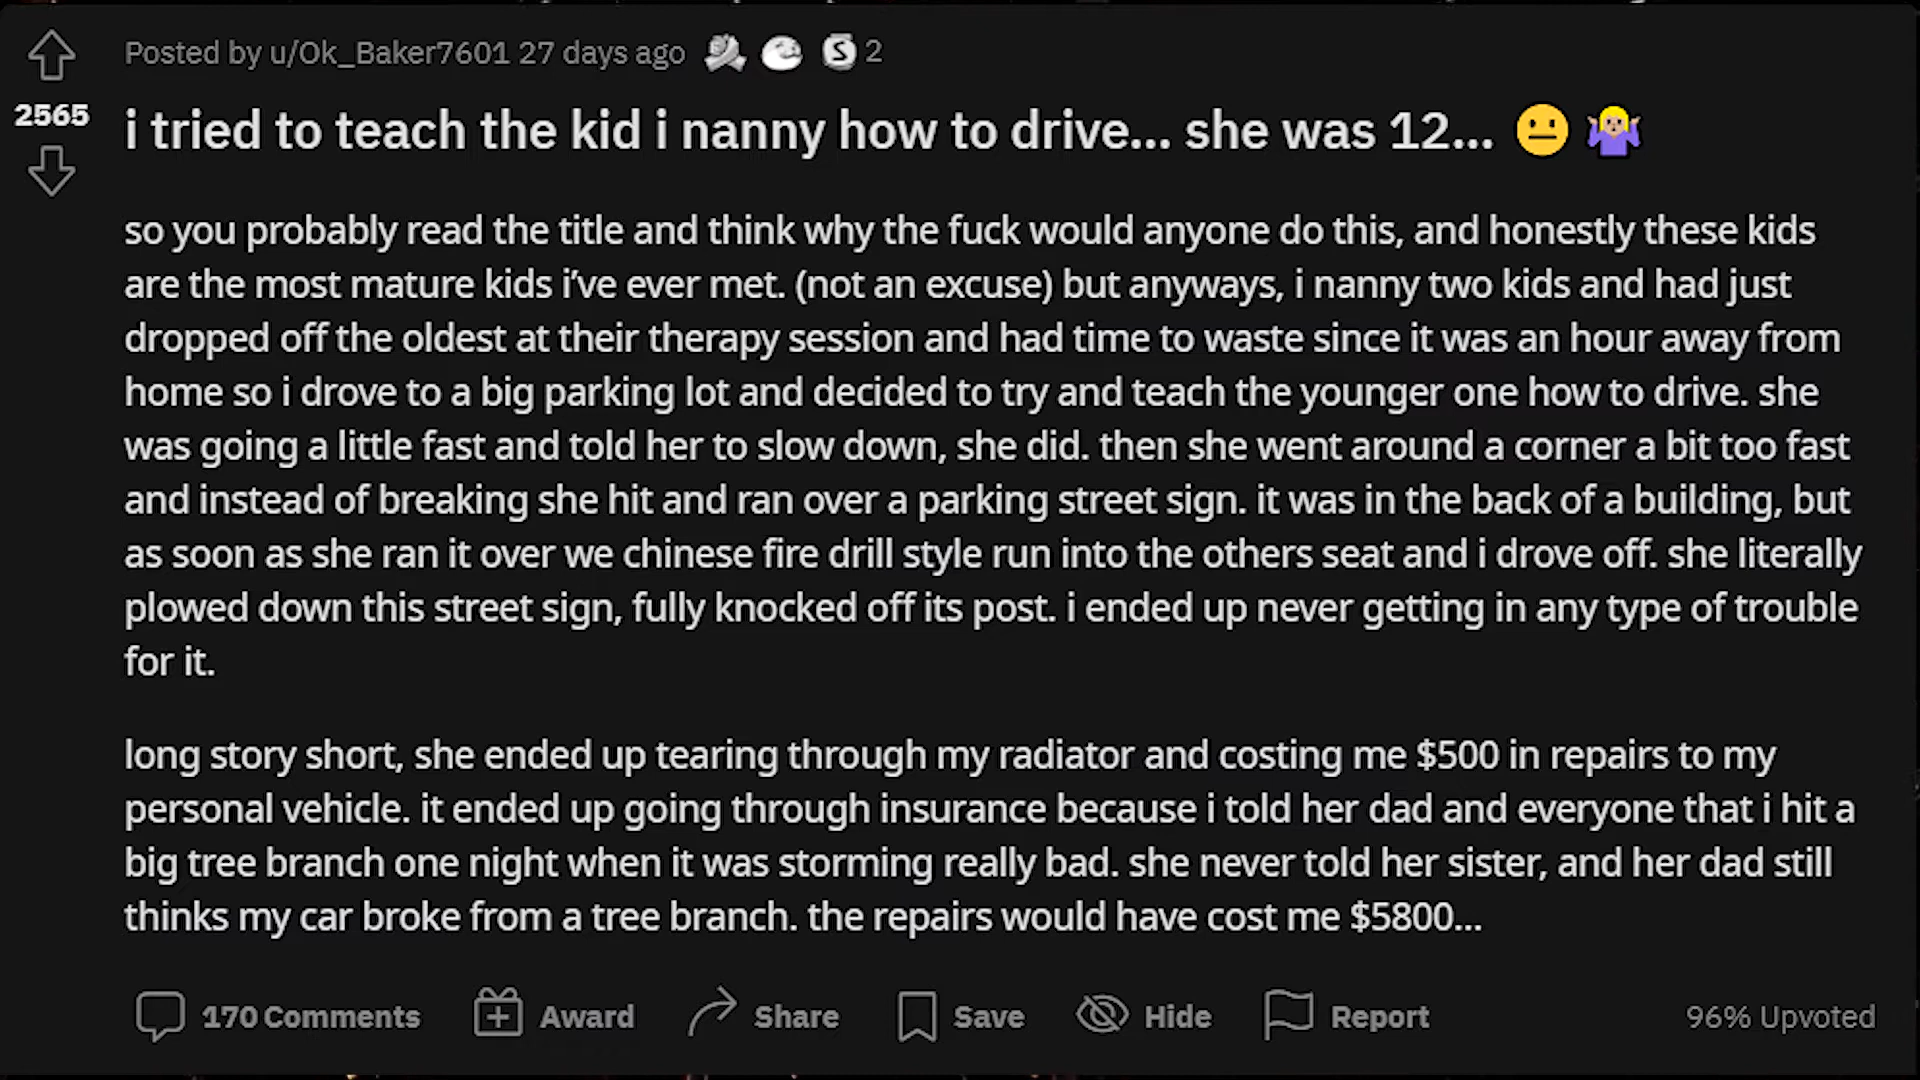 Posted by u/Ok_Baker7601 27 days ago 2
2565
i tried to teach the kid i nanny how to drive... she was 12... 😐 🤷🏼‍♀️
so you probably read the title and think why the fuck would anyone do this, and honestly these kids
are the most mature kids i've ever met. (not an excuse) but anyways, i nanny two kids and had just
dropped off the oldest at their therapy session and had time to waste since it was an hour away from
home so i drove to a big parking lot and decided to try and teach the younger one how to drive. she
was going a little fast and told her to slow down, she did. then she went around a corner a bit too fast
and instead of breaking she hit and ran over a parking street sign. it was in the back of a building, but
as soon as she ran it over we chinese fire drill style run into the others seat and i drove off. she literally
plowed down this street sign, fully knocked off its post. i ended up never getting in any type of trouble
for it.
long story short, she ended up tearing through my radiator and costing me $500 in repairs to my
personal vehicle. it ended up going through insurance because i told her dad and everyone that i hit a
big tree branch one night when it was storming really bad. she never told her sister, and her dad still
thinks my car broke from a tree branch. the repairs would have cost me $5800...
170 Comments Award Share Save Hide Report 96% Upvoted